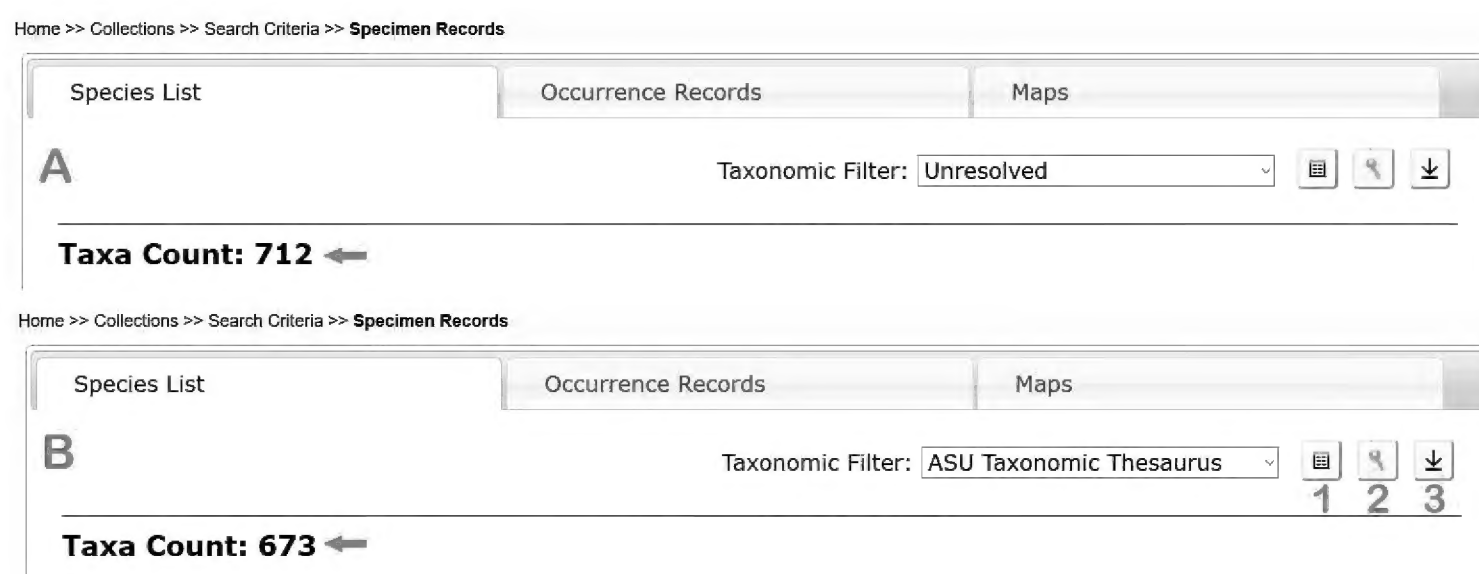 Home >> Collections >> Search Criteria >> Specimen Records
Species List Occurrence Records Maps
A Taxonomic Filter: Unresolved
Taxa Count: 712
Home >> Collections >> Search Criteria >> Specimen Records
Species List Occurrence Records Maps
B Taxonomic Filter: ASU Taxonomic Thesaurus
1 2 3
Taxa Count: 673